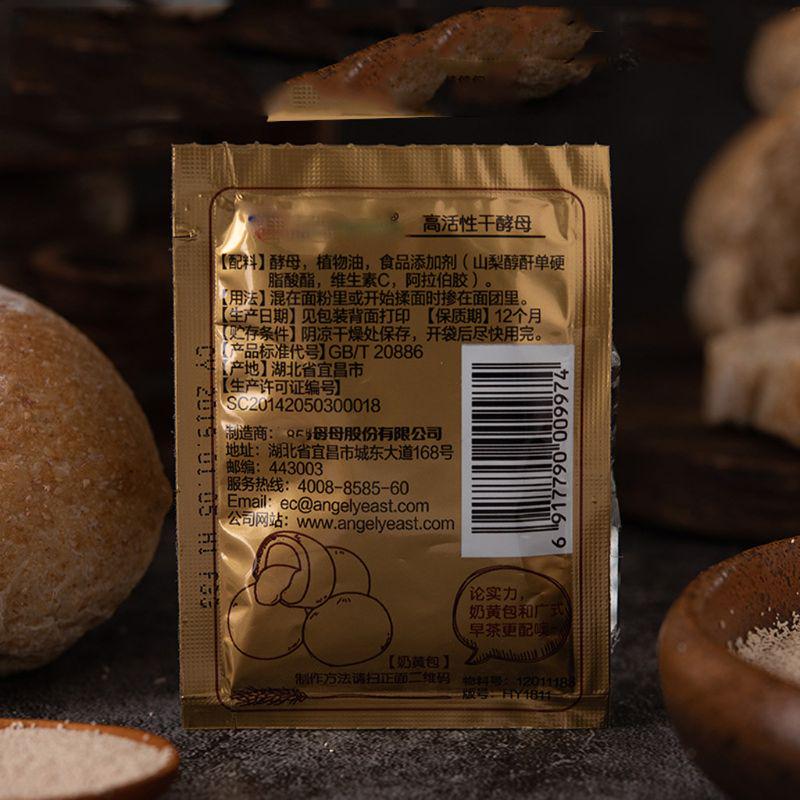 高活性干酵母
【配料】酵母，植物油，食品添加剂（山梨醇酐单硬
脂酸酯，维生素C，阿拉伯胶）。
【用法】混在面粉里或开始揉面时掺在面团里。
【生产日期】见包装背面打印 【保质期】12个月
【贮存条件】阴凉干燥处保存，开袋后尽快用完。
【产品标准代号】GB/T 20886
【产地】湖北省宜昌市
【生产许可证编号】
SC20142050300018
制造商：母股份有限公司
地址：湖北省宜昌市城东大道168号
邮编：443003
服务热线：4008-8585-60
Email：ec@angelyeast.com
公司网站：www.angelyeast.com
6 917790 009974
论实力，
奶黄包和广式
早茶更配噢~
【奶黄包】
制作方法请扫正面二维码
物料号：12011188
版号：HY1811